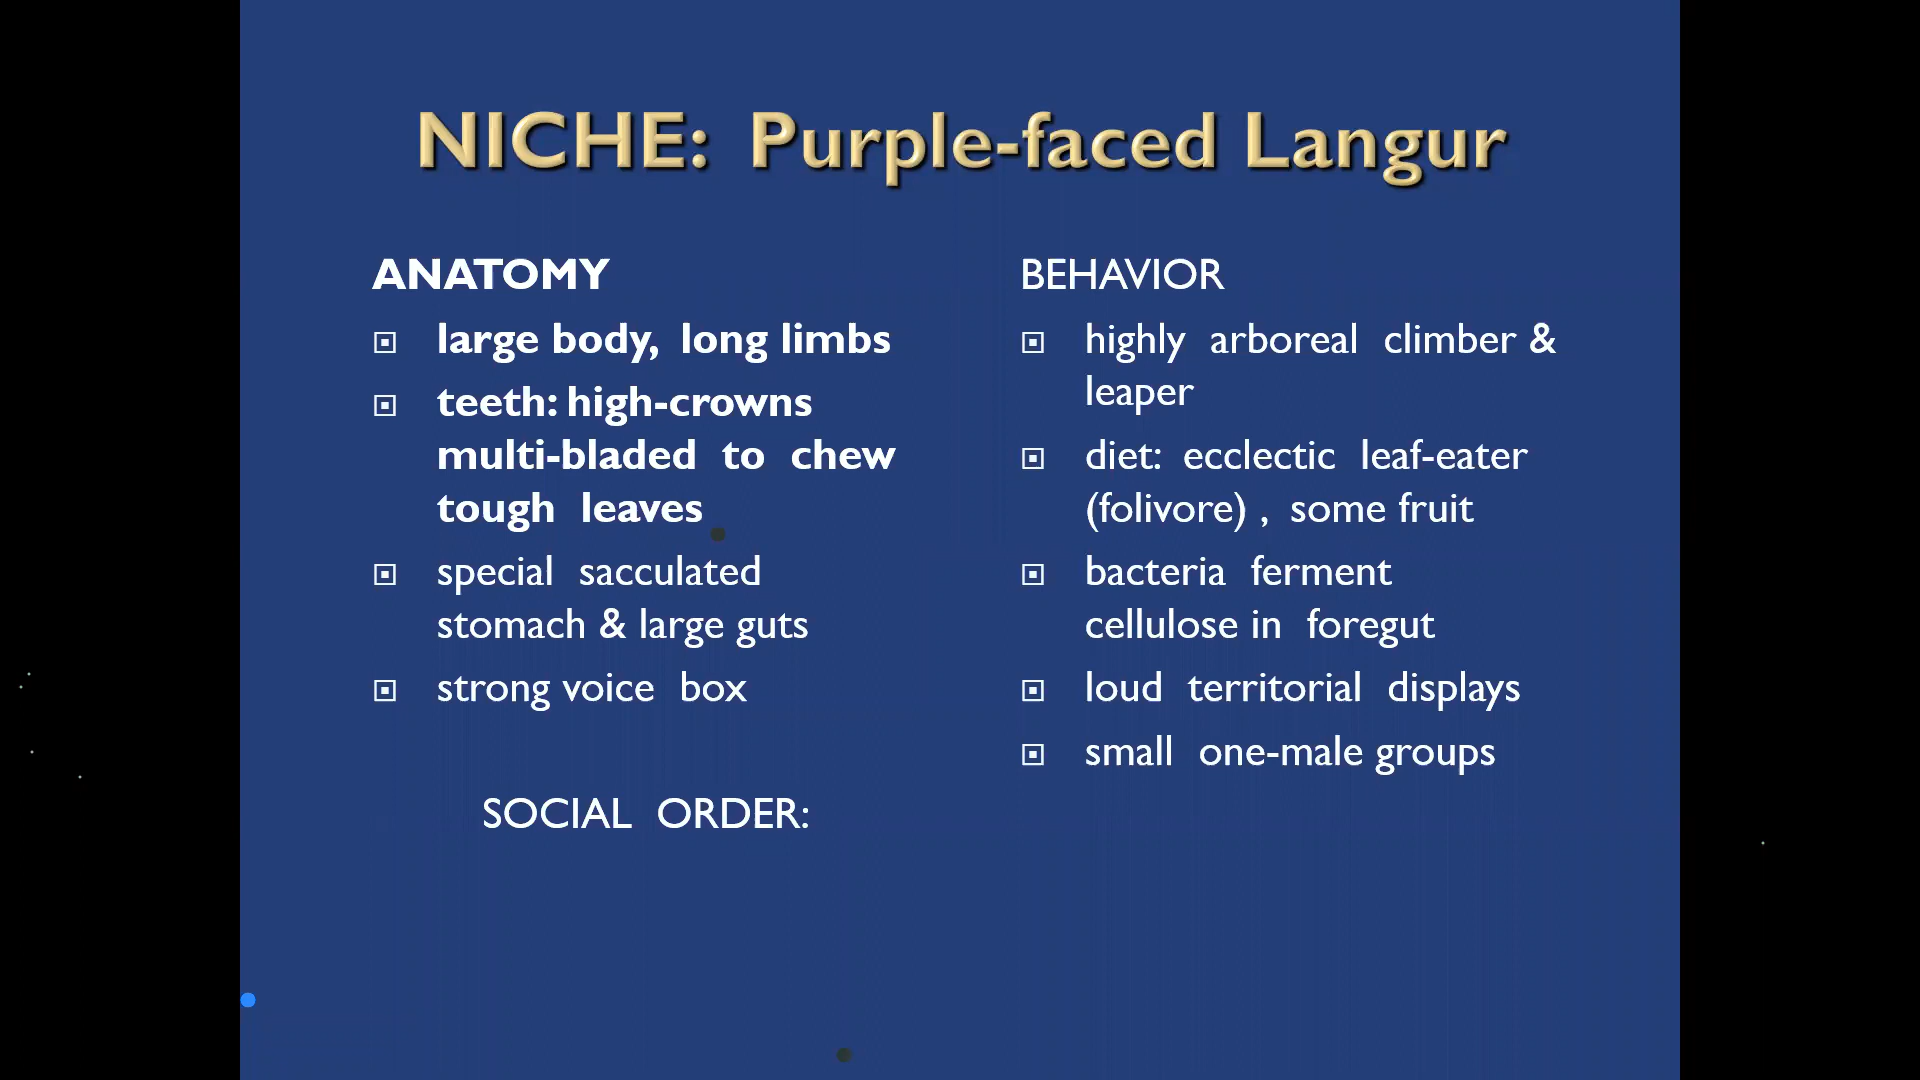 NICHE: Purple-faced Langur
ANATOMY
large body, long limbs
teeth: high-crowns
multi-bladed to chew
tough leaves
special sacculated
stomach & large guts
strong voice box
SOCIAL ORDER:
BEHAVIOR
highly arboreal climber &
leaper
diet: ecclectic leaf-eater
(folivore) , some fruit
bacteria ferment
cellulose in foregut
loud territorial displays
small one-male groups